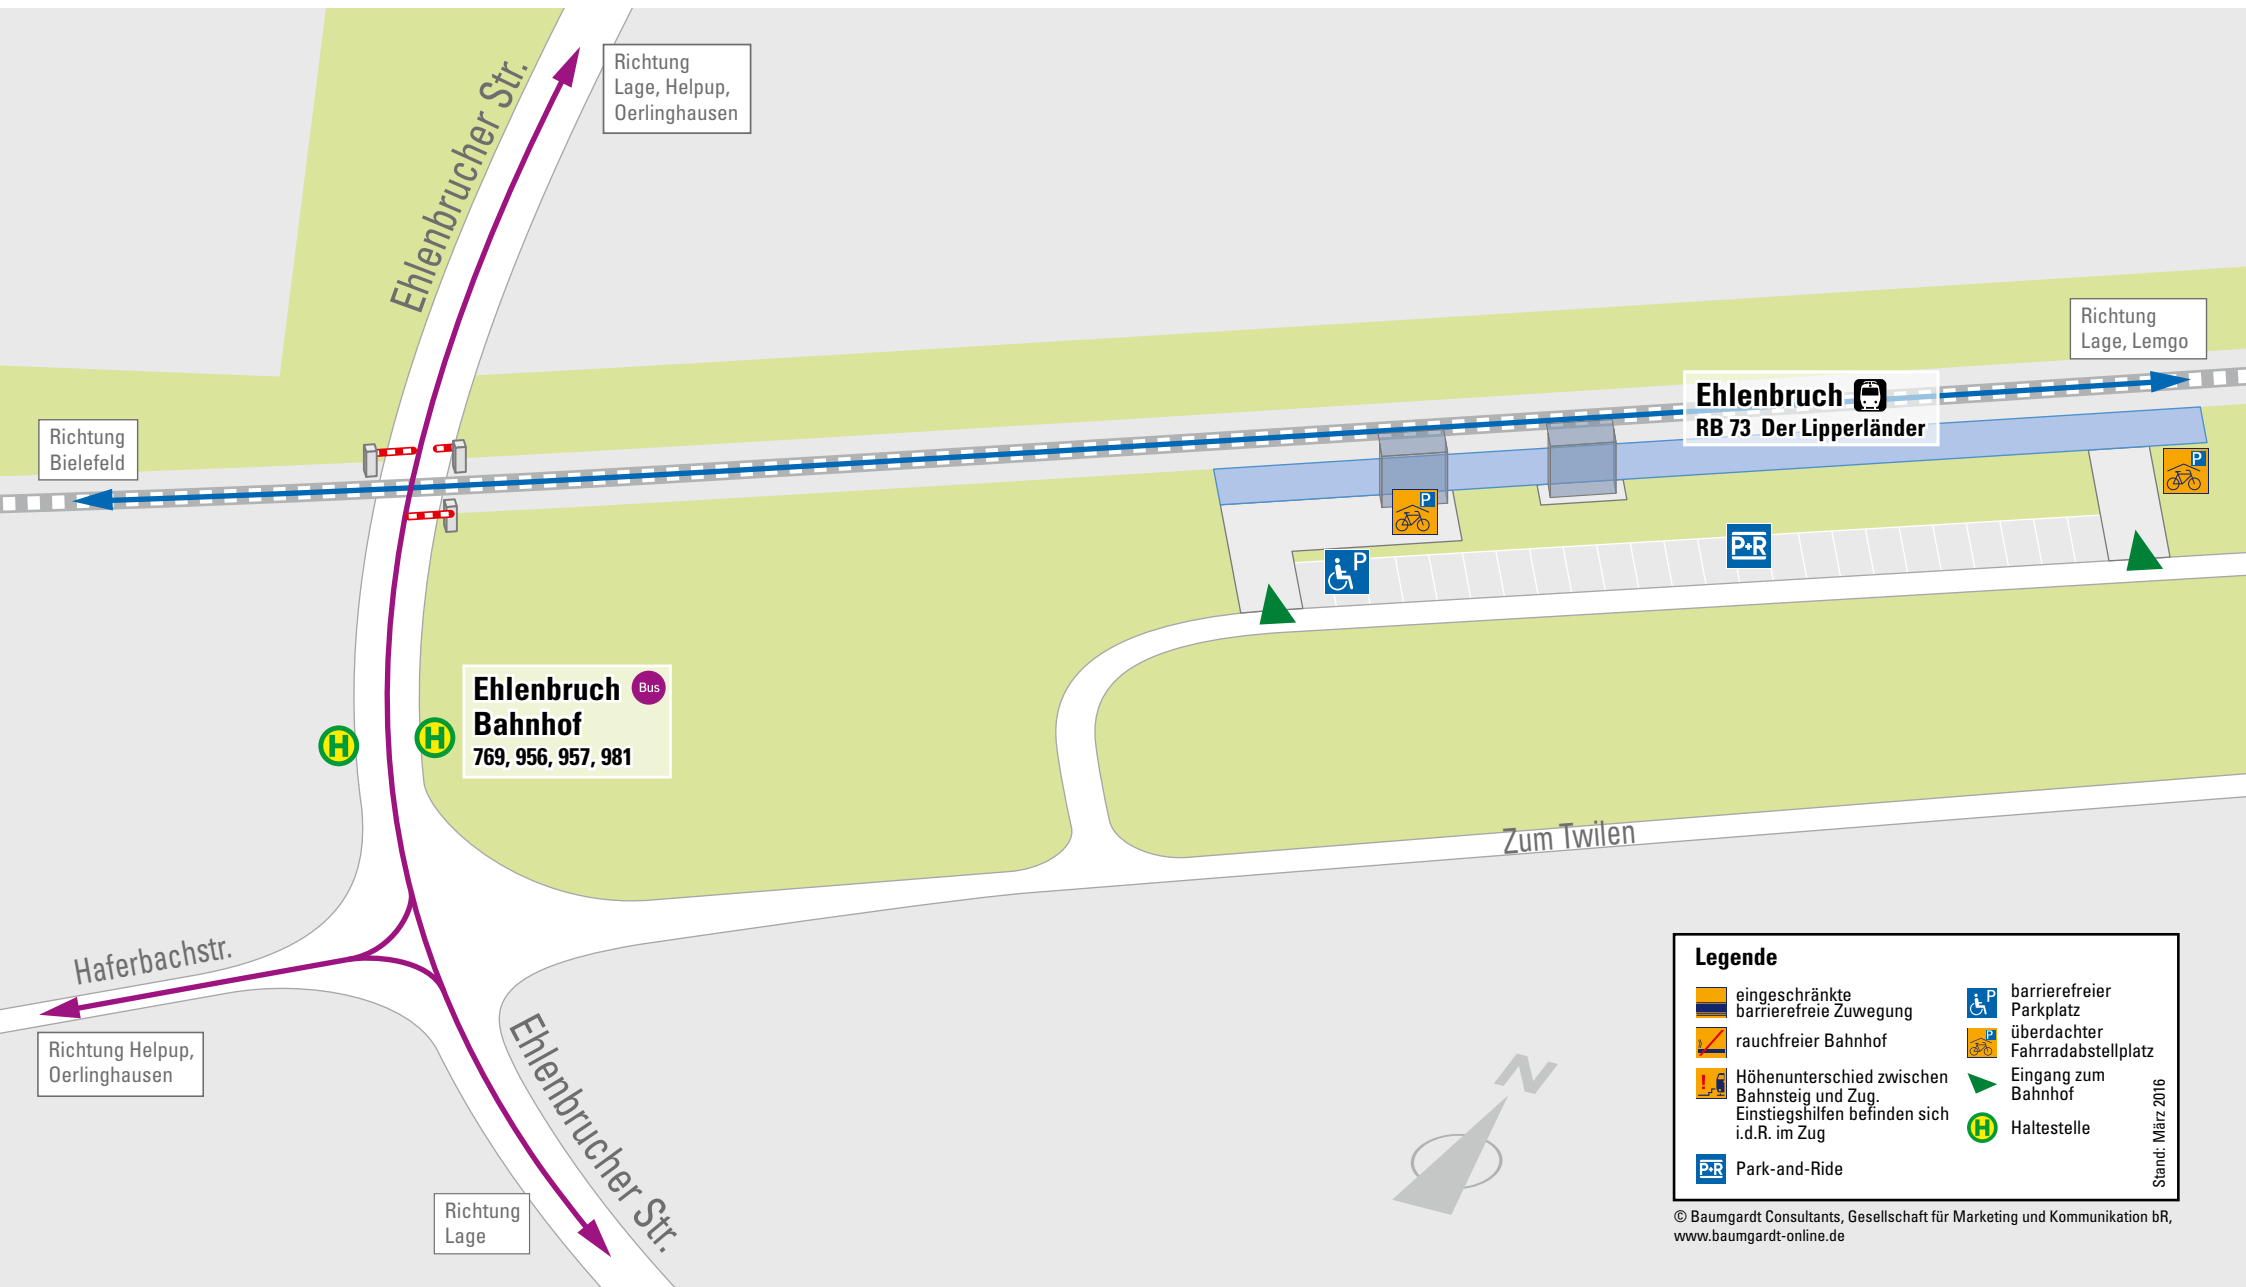 Ehlenbrucher Str.
Richtung
Lage, Helpup,
Oerlinghausen
Richtung
Lage, Lemgo
Ehlenbruch
RB 73 Der Lipperländer
Richtung
Bielefeld
P
P
P
P+R
Ehlenbruch Bus
Bahnhof
769, 956, 957, 981
H
H
Zum Twilen
Haferbachstr.
Richtung Helpup,
Oerlinghausen
Ehlenbrucher Str.
Richtung
Lage
N
Legende
eingeschränkte
barrierefreie Zuwegung
rauchfreier Bahnhof
! Höhenunterschied zwischen
Bahnsteig und Zug.
Einstiegshilfen befinden sich
i.d.R. im Zug
P+R Park-and-Ride
P barrierefreier
Parkplatz
P überdachter
Fahrradabstellplatz
Eingang zum
Bahnhof
H Haltestelle
Stand: März 2016
© Baumgardt Consultants, Gesellschaft für Marketing und Kommunikation bR,
www.baumgardt-online.de